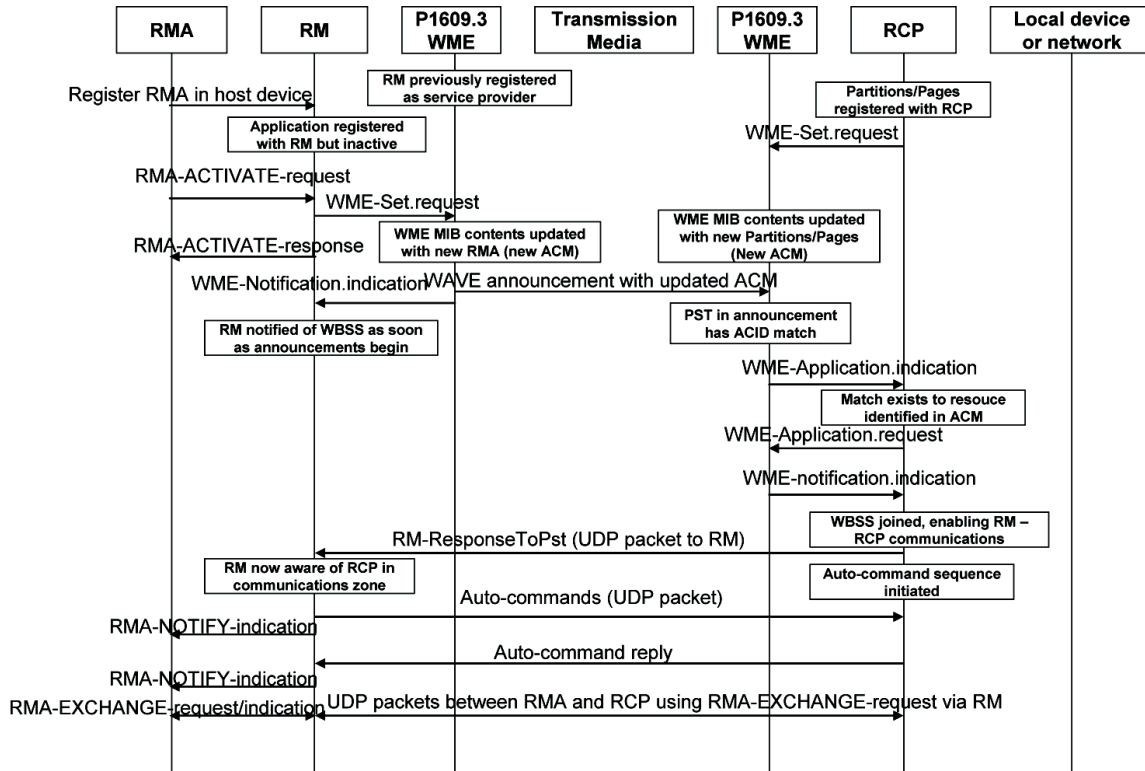 RMA
RM
P1609.3
WME
Transmission
Media
P1609.3
WME
RCP
Local device
or network
RM previously registered
as service provider
Register RMA in host device
Partitions/Pages
registered with RCP
Application registered
with RM but inactive
WME-Set.request
RMA-ACTIVATE-request
WME-Set.request
WME MIB contents updated
with new RMA (new ACM)
WME MIB contents updated
with new Partitions/Pages
(New ACM)
RMA-ACTIVATE-response
WME-Notification.indication
WAVE announcement with updated ACM
RM notified of WBSS as soon
as announcements begin
PST in announcement
has ACID match
WME-Application.indication
Match exists to resouce
identified in ACM
WME-Application.request
WME-notification.indication
WBSS joined, enabling RM –
RCP communications
RM-ResponseToPst (UDP packet to RM)
RM now aware of RCP in
communications zone
Auto-command sequence
initiated
Auto-commands (UDP packet)
RMA-NOTIFY-indication
Auto-command reply
RMA-NOTIFY-indication
RMA-EXCHANGE-request/indication
UDP packets between RMA and RCP using RMA-EXCHANGE-request via RM